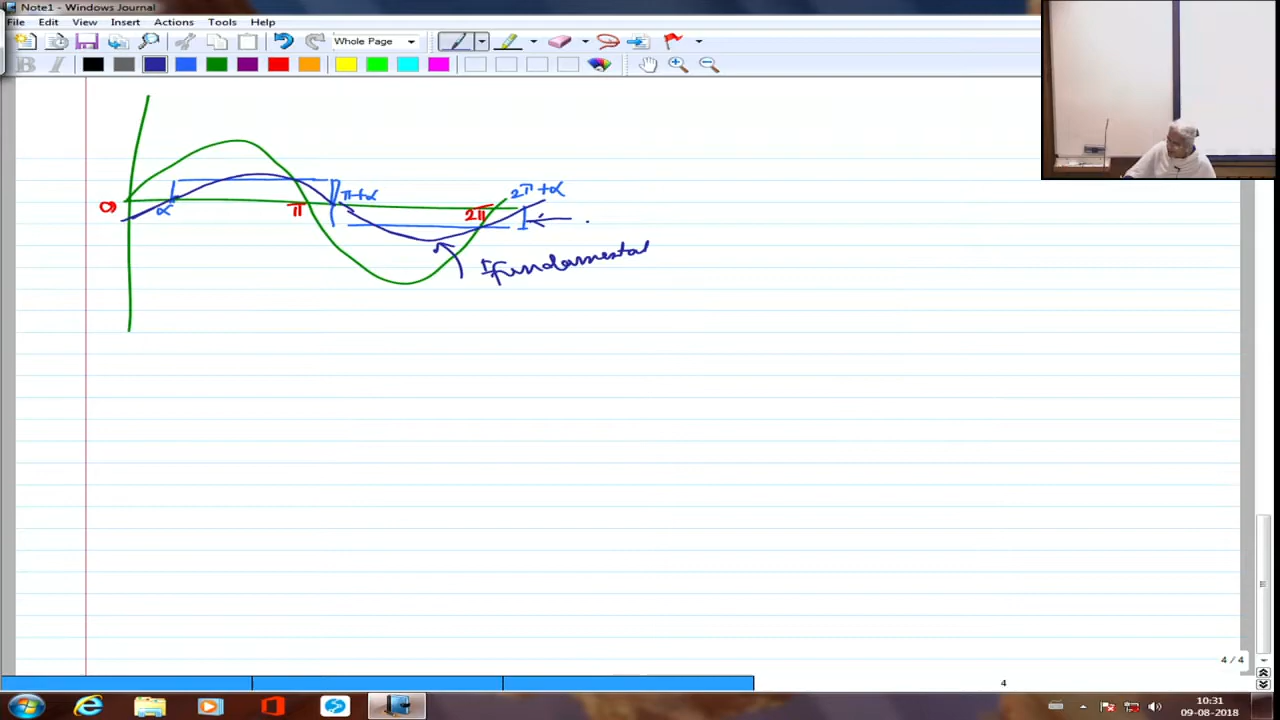 Note1 - Windows Journal
File Edit View Insert Actions Tools Help
Whole Page
B I
0
α
π
π+α
2π
2π+α
I fundamental
4 / 4
4
10:31
09-08-2018